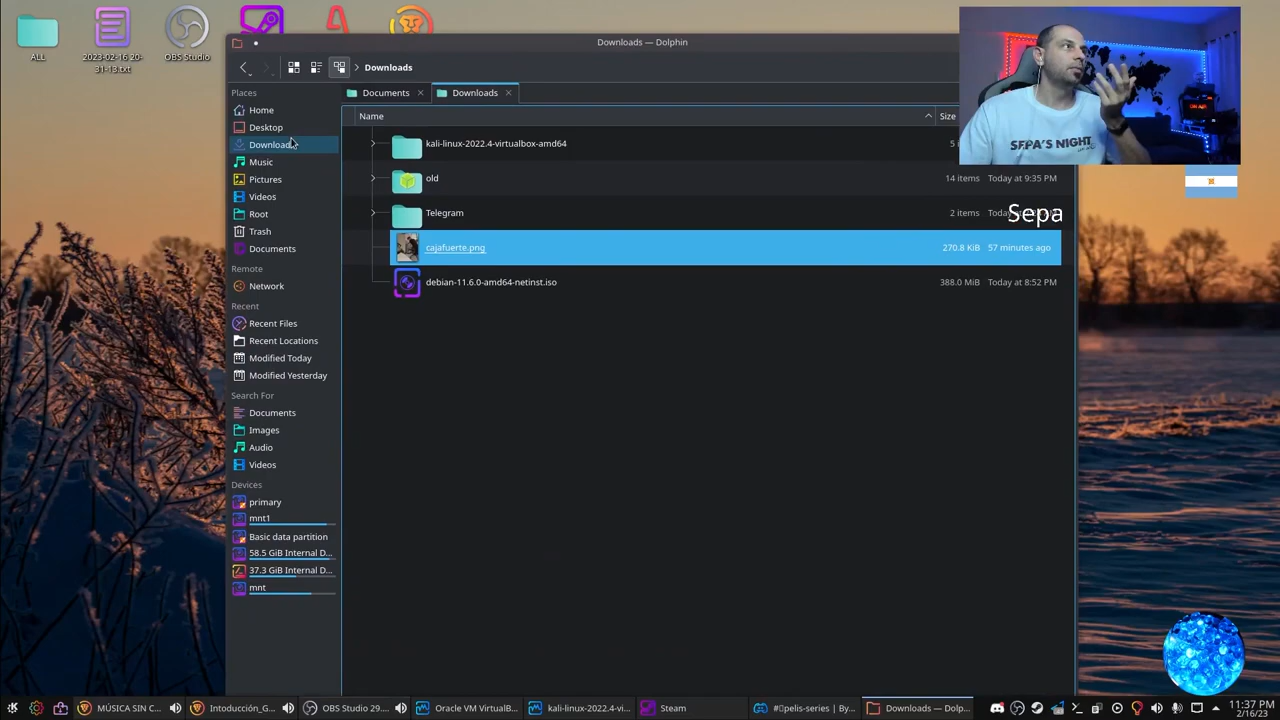 ALL
2023-02-16 20-
31-13.txt
OBS Studio
Downloads — Dolphin
Downloads
Documents
Downloads
Places
Home
Desktop
Downloads
Music
Pictures
Videos
Root
Trash
Documents
Remote
Network
Recent
Recent Files
Recent Locations
Modified Today
Modified Yesterday
Search For
Documents
Images
Audio
Videos
Devices
primary
mnt1
Basic data partition
58.5 GiB Internal D...
37.3 GiB Internal D...
mnt
Name
Size
kali-linux-2022.4-virtualbox-amd64
5
old
14 items
Today at 9:35 PM
Telegram
2 items
cajafuerte.png
270.8 KiB
57 minutes ago
debian-11.6.0-amd64-netinst.iso
388.0 MiB
Today at 8:52 PM
SEPA'S NIGHT
ON AIR
Sepa
MÚSICA SIN C...
Intoducción_G...
OBS Studio 29....
Oracle VM VirtualB...
kali-linux-2022.4-vi...
Steam
pelis-series | By...
Downloads — Dolp...
11:37 PM
2/16/23